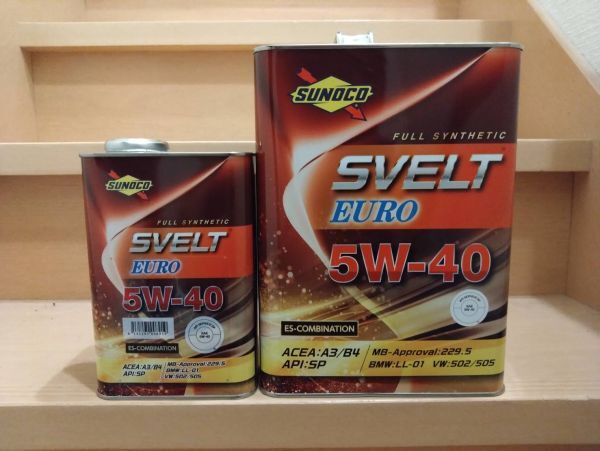 SUNOCO
FULL SYNTHETIC
SVELT
EURO
5W-40
ES-COMBINATION
ACEA:A3/B4
API:SP
MB-Approval:229.5
BMW:LL-01
VW:502/505
SUNOCO
FULL SYNTHETIC
SVELT
EURO
5W-40
ES-COMBINATION
ACEA:A3/B4
API:SP
MB-Approval:229.5
BMW:LL-01 VW:502/505